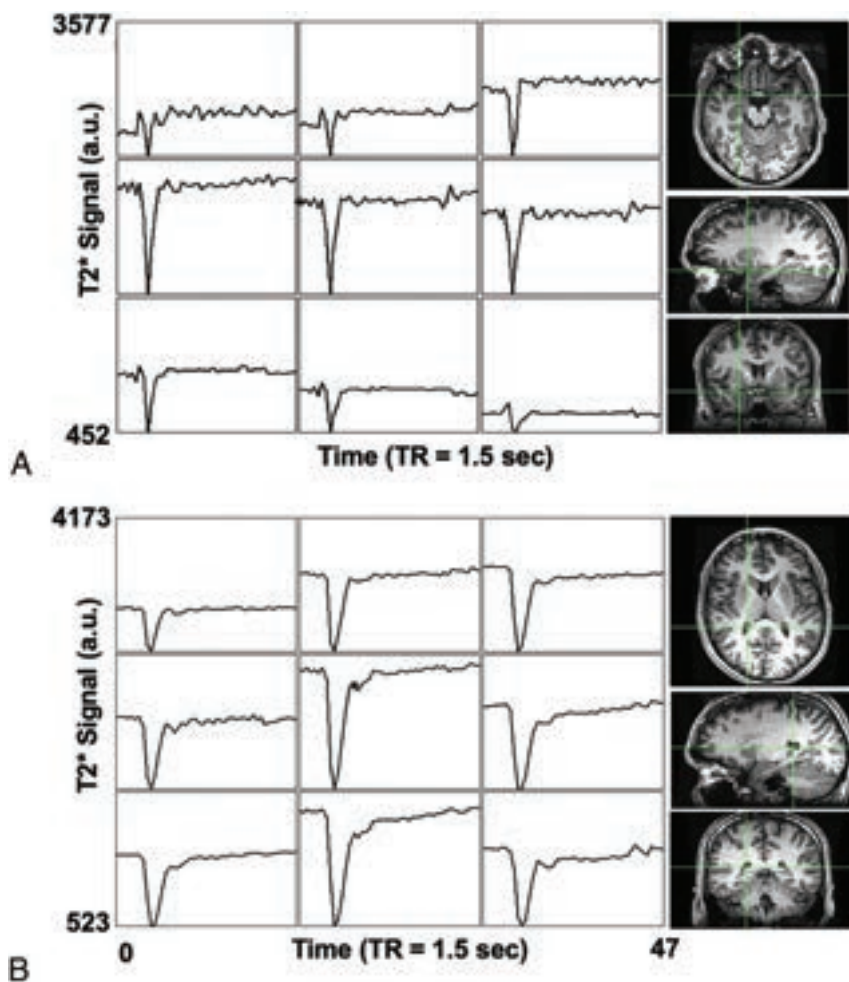 3577
T2* Signal (a.u.)
452
Time (TR = 1.5 sec)
A
4173
T2* Signal (a.u.)
523
0
Time (TR = 1.5 sec)
47
B